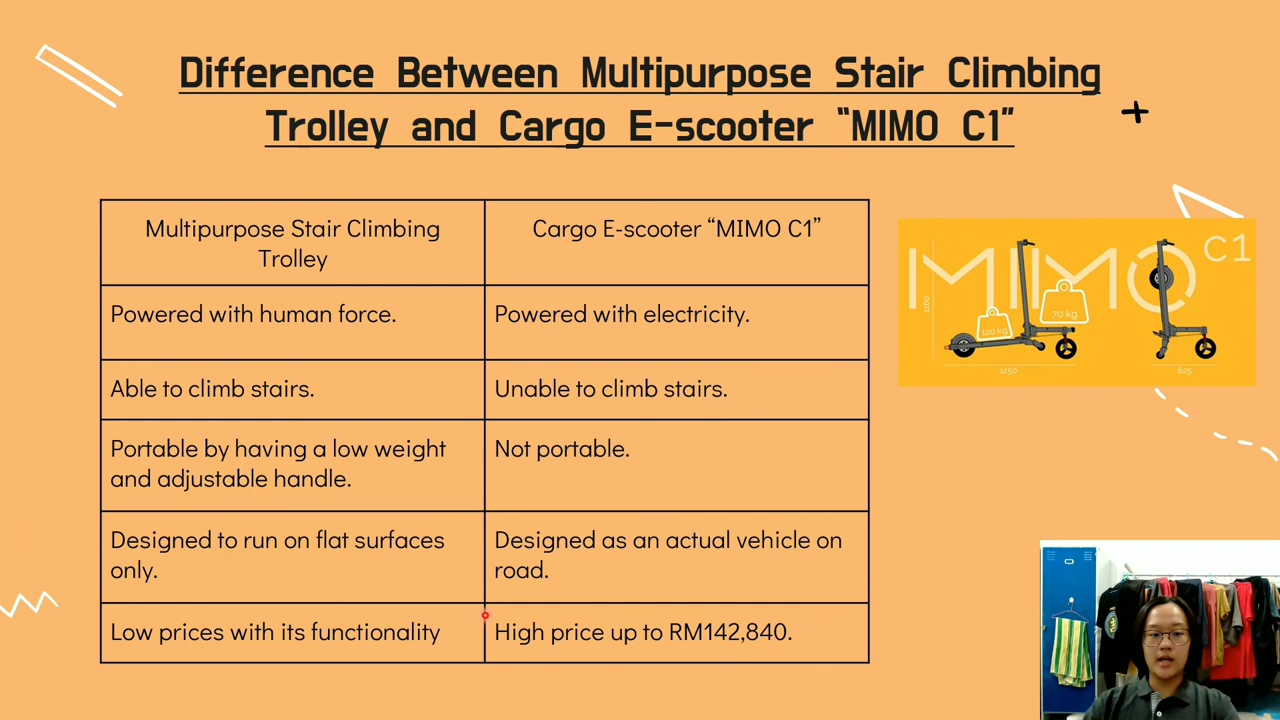 Difference Between Multipurpose Stair Climbing
Trolley and Cargo E-scooter “MIMO C1”
Multipurpose Stair Climbing
Trolley
Cargo E-scooter “MIMO C1”
Powered with human force.
Powered with electricity.
Able to climb stairs.
Unable to climb stairs.
Portable by having a low weight
and adjustable handle.
Not portable.
Designed to run on flat surfaces
only.
Designed as an actual vehicle on
road.
Low prices with its functionality
High price up to RM142,840.
MIMO C1
1160
120 kg
70 kg
1250
625